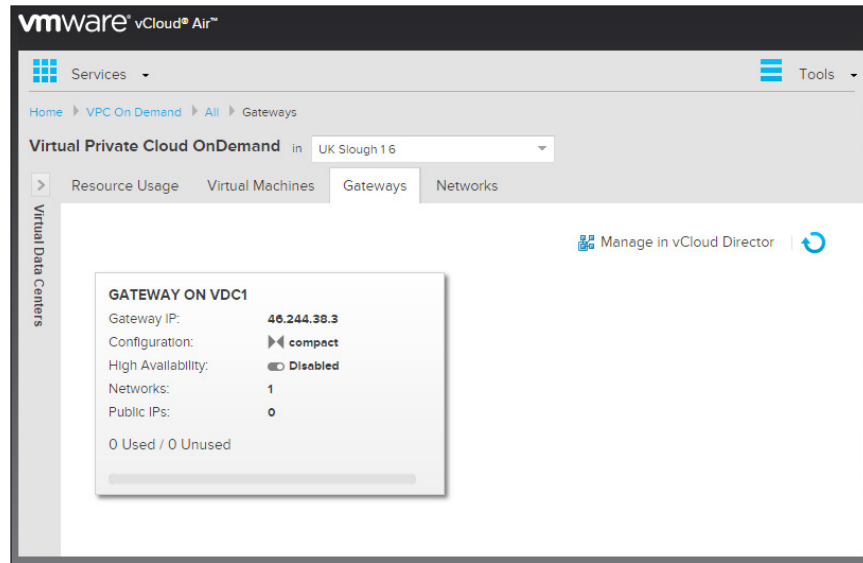 vmware® vCloud® Air™
Services
Tools
Home VPC On Demand All Gateways
Virtual Private Cloud OnDemand in UK Slough 1 6
> Resource Usage Virtual Machines Gateways Networks
Virtual Data Centers
Manage in vCloud Director
GATEWAY ON VDC1
Gateway IP: 46.244.38.3
Configuration: compact
High Availability: Disabled
Networks: 1
Public IPs: 0
0 Used / 0 Unused